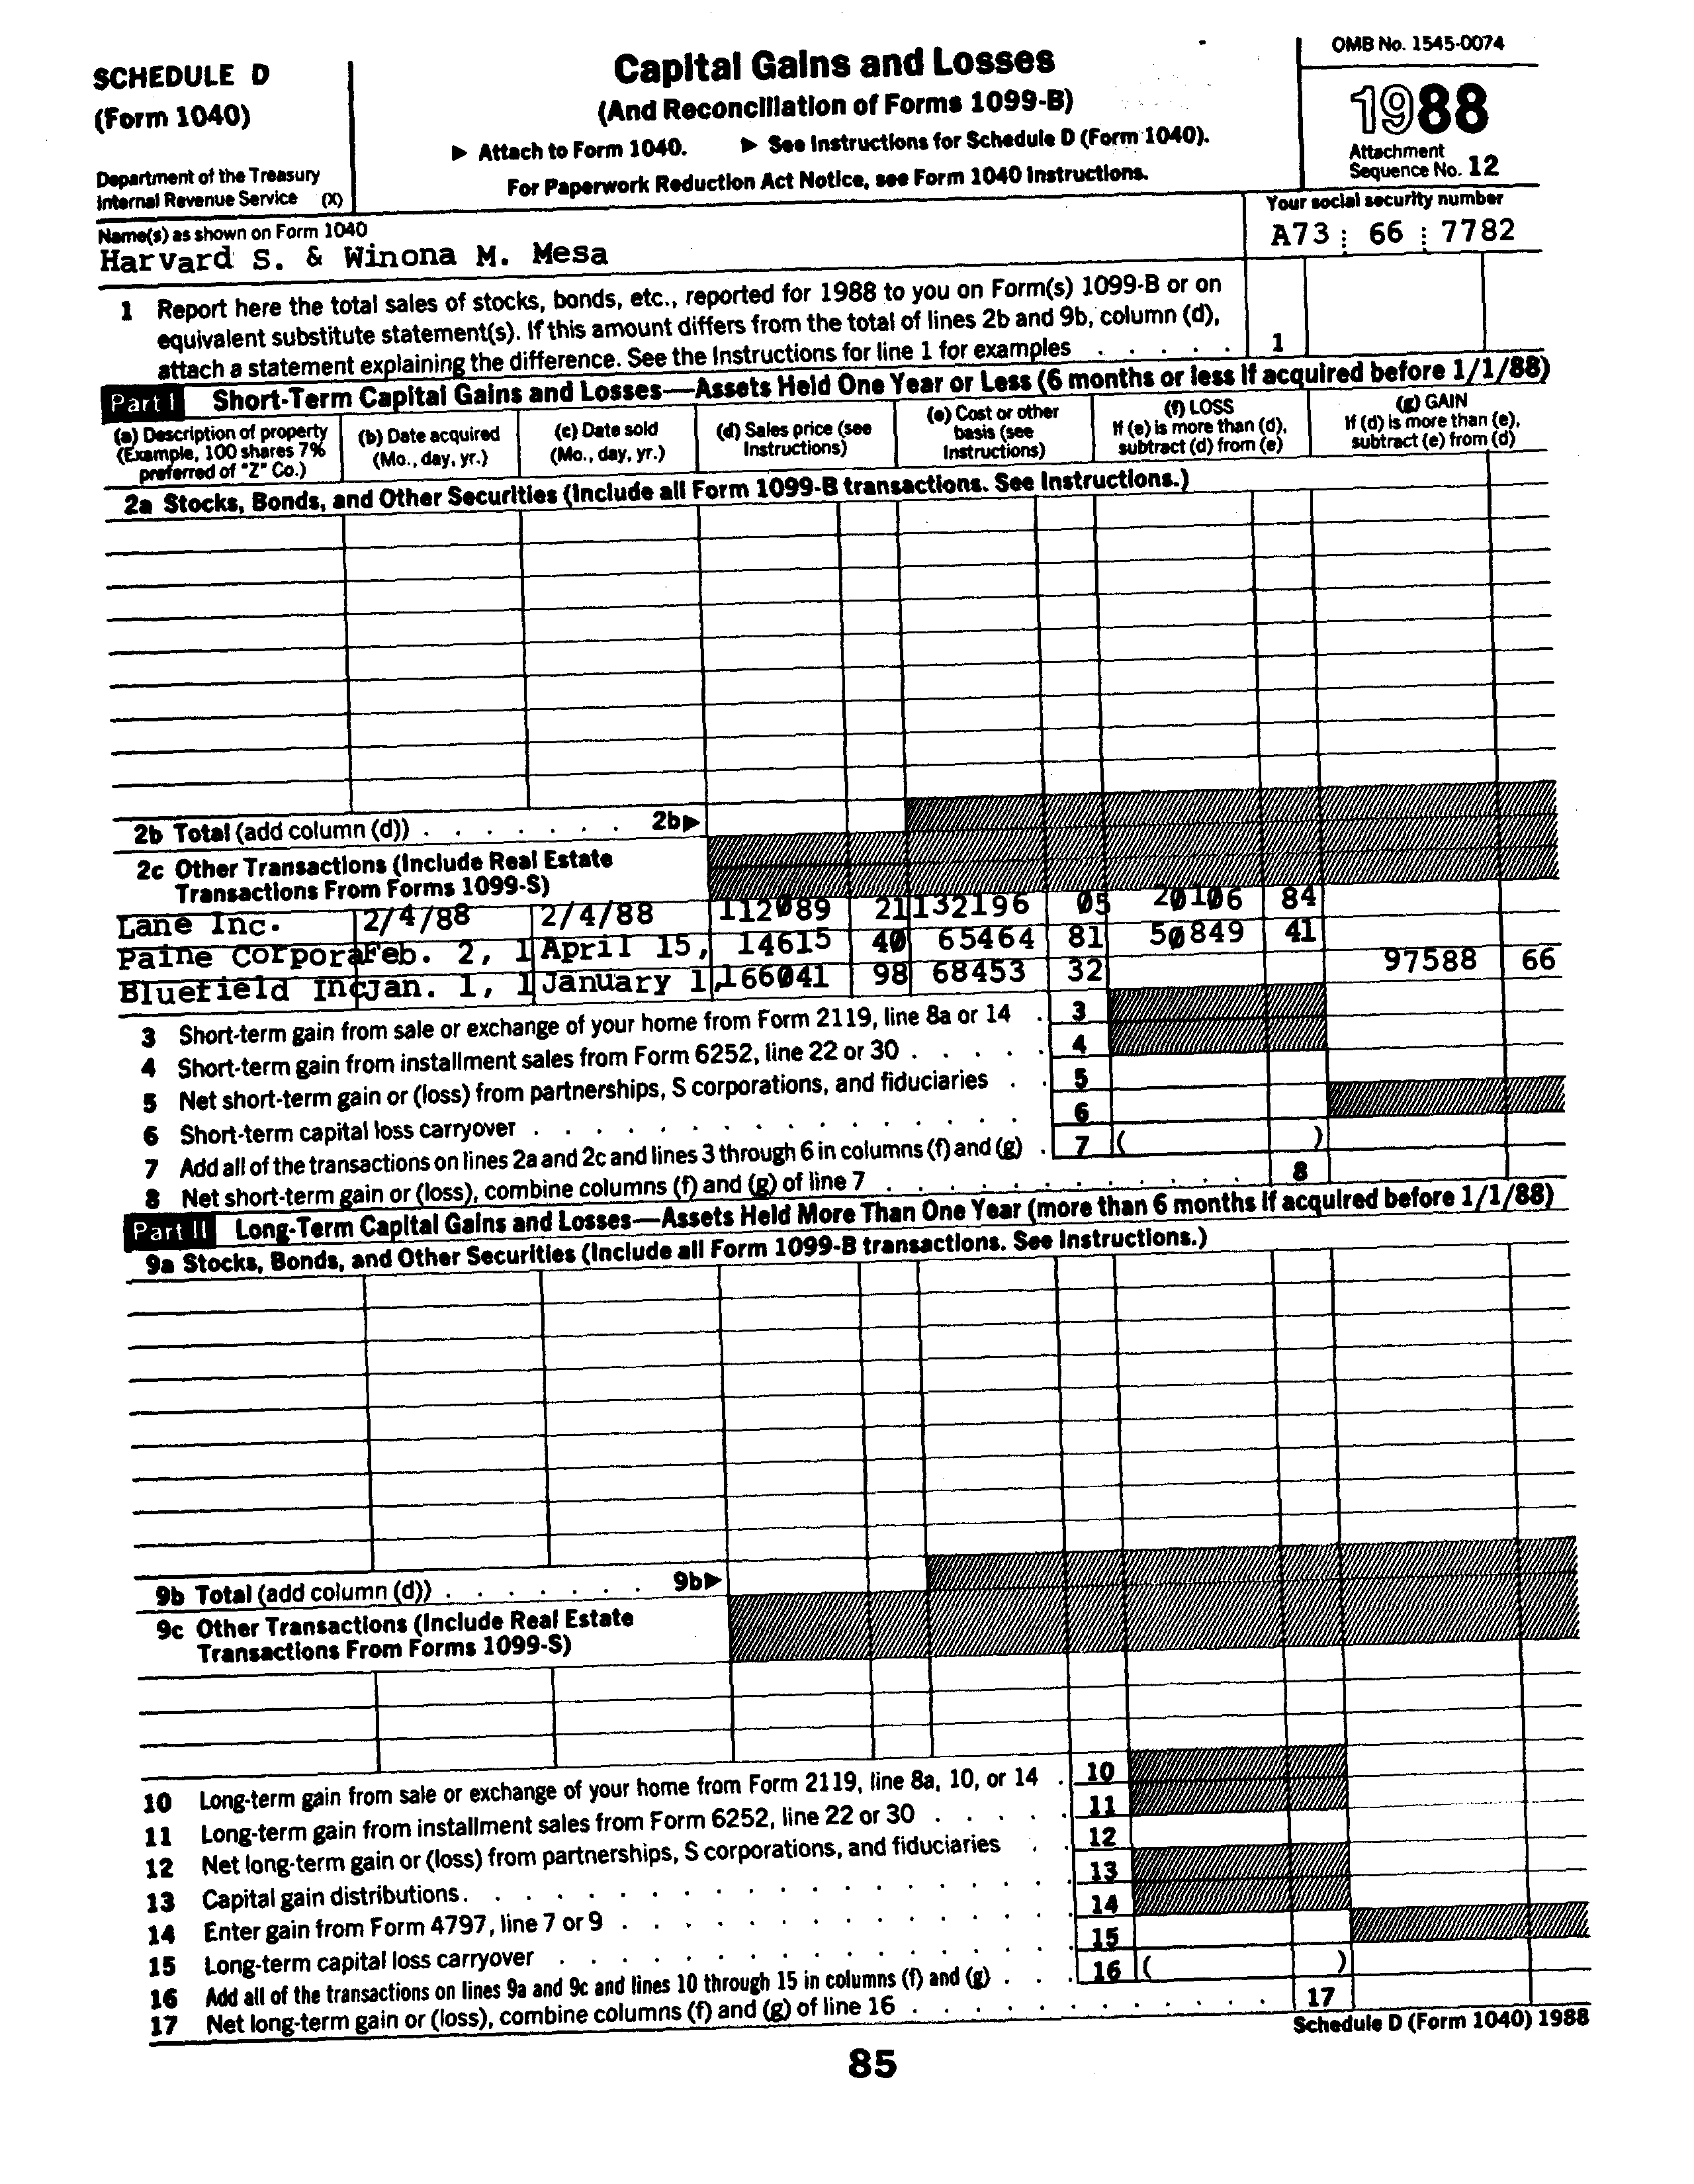 SCHEDULE D
(Form 1040)
Department of the Treasury
Internal Revenue Service (X)
Capital Gains and Losses
(And Reconciliation of Forms 1099-B)
▶ Attach to Form 1040. ▶ See Instructions for Schedule D (Form 1040).
For Paperwork Reduction Act Notice, see Form 1040 Instructions.
OMB No. 1545-0074
1988
Attachment
Sequence No. 12
Name(s) as shown on Form 1040
Harvard S. & Winona M. Mesa
Your social security number
A73 66 7782
1 Report here the total sales of stocks, bonds, etc., reported for 1988 to you on Form(s) 1099-B or on
equivalent substitute statement(s). If this amount differs from the total of lines 2b and 9b, column (d),
attach a statement explaining the difference. See the Instructions for line 1 for examples . . . . . 1
Part I Short-Term Capital Gains and Losses—Assets Held One Year or Less (6 months or less if acquired before 1/1/88)
(a) Description of property
(Example, 100 shares 7%
preferred of "Z" Co.)
(b) Date acquired
(Mo., day, yr.)
(c) Date sold
(Mo., day, yr.)
(d) Sales price (see
Instructions)
(e) Cost or other
basis (see
Instructions)
(f) LOSS
If (e) is more than (d),
subtract (d) from (e)
(g) GAIN
If (d) is more than (e),
subtract (e) from (d)
2a Stocks, Bonds, and Other Securities (Include all Form 1099-B transactions. See Instructions.)
2b Total (add column (d)) . . . . . . . 2b▶
2c Other Transactions (Include Real Estate
Transactions From Forms 1099-S)
Lane Inc. 2/4/88 2/4/88 112089 21 132196 05 20106 84
Paine Corpora Feb. 2, 1 April 15, 14615 40 65464 81 50849 41
Bluefield Inc Jan. 1, 1 January 1, 166041 98 68453 32 97588 66
3 Short-term gain from sale or exchange of your home from Form 2119, line 8a or 14 . 3
4 Short-term gain from installment sales from Form 6252, line 22 or 30 . . . . . 4
5 Net short-term gain or (loss) from partnerships, S corporations, and fiduciaries . . 5
6 Short-term capital loss carryover . . . . . . . . . . . . . 6
7 Add all of the transactions on lines 2a and 2c and lines 3 through 6 in columns (f) and (g) . 7 ( )
8 Net short-term gain or (loss), combine columns (f) and (g) of line 7 . . . . . . . . . . 8
Part II Long-Term Capital Gains and Losses—Assets Held More Than One Year (more than 6 months if acquired before 1/1/88)
9a Stocks, Bonds, and Other Securities (Include all Form 1099-B transactions. See Instructions.)
9b Total (add column (d)) . . . . . . . 9b▶
9c Other Transactions (Include Real Estate
Transactions From Forms 1099-S)
10 Long-term gain from sale or exchange of your home from Form 2119, line 8a, 10, or 14 . 10
11 Long-term gain from installment sales from Form 6252, line 22 or 30 . . . . . 11
12 Net long-term gain or (loss) from partnerships, S corporations, and fiduciaries . . 12
13 Capital gain distributions. . . . . . . . . . . . . . . . 13
14 Enter gain from Form 4797, line 7 or 9 . . . . . . . . . . . . 14
15 Long-term capital loss carryover . . . . . . . . . . . . . 15
16 Add all of the transactions on lines 9a and 9c and lines 10 through 15 in columns (f) and (g) . . . 16 ( )
17 Net long-term gain or (loss), combine columns (f) and (g) of line 16 . . . . . . . . . . 17
Schedule D (Form 1040) 1988
85